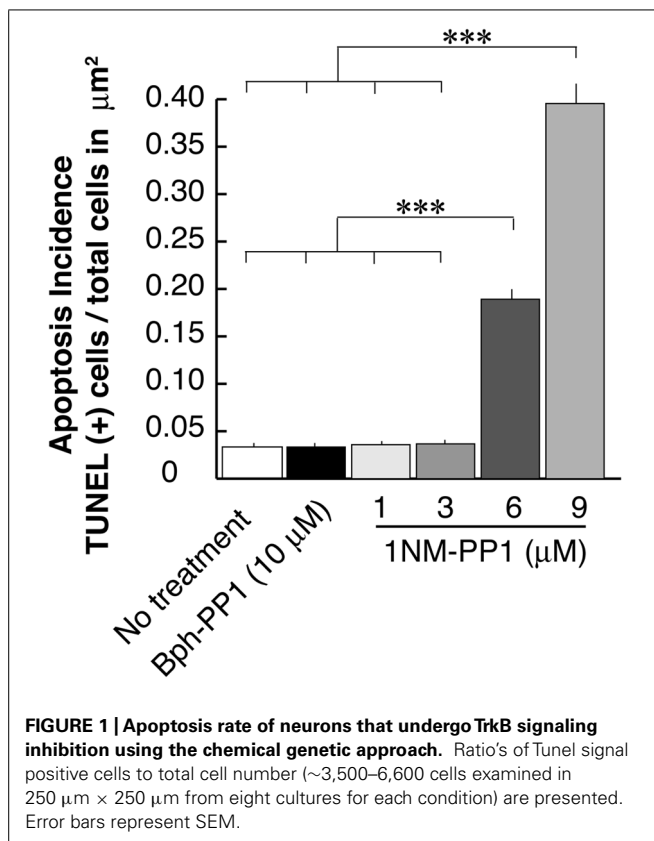 ***
0.40
0.35
0.30
0.25
0.20
0.15
0.10
0.05
0
***
Apoptosis Incidence
TUNEL (+) cells / total cells in μm²
No treatment
Bph-PP1 (10 μM)
1 3 6 9
1NM-PP1 (μM)
FIGURE 1 | Apoptosis rate of neurons that undergo TrkB signaling
inhibition using the chemical genetic approach. Ratio's of Tunel signal
positive cells to total cell number (~3,500–6,600 cells examined in
250 μm × 250 μm from eight cultures for each condition) are presented.
Error bars represent SEM.